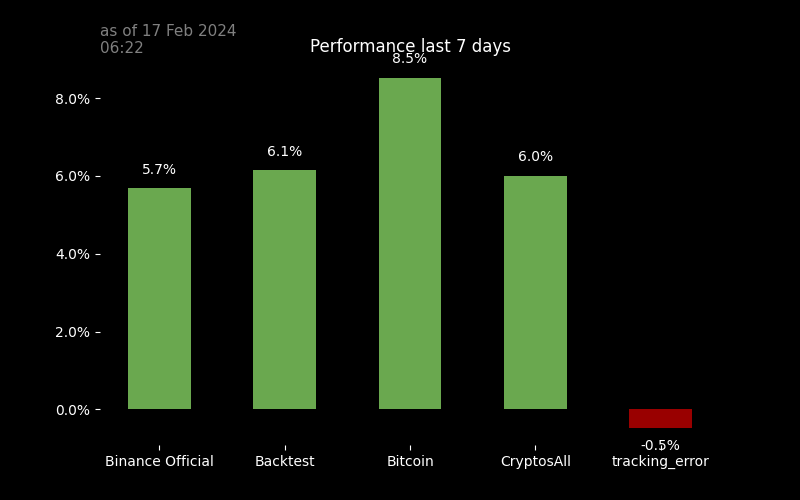 as of 17 Feb 2024
06:22
Performance last 7 days
8.5%
8.0%
6.1%
5.7%
6.0%
6.0%
4.0%
2.0%
0.0%
-0.5%
Binance Official
Backtest
Bitcoin
CryptosAll
tracking_error